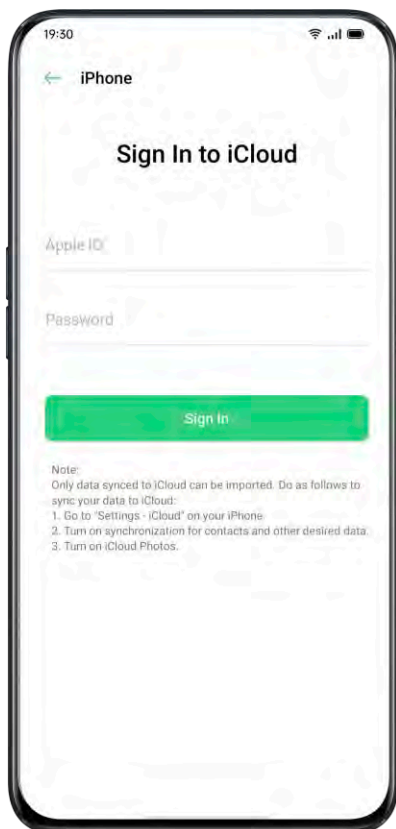 19:30
iPhone
Sign In to iCloud
Apple ID
Password
Sign In
Note:
Only data synced to iCloud can be imported. Do as follows to
sync your data to iCloud:
1. Go to "Settings - iCloud" on your iPhone
2. Turn on synchronization for contacts and other desired data.
3. Turn on iCloud Photos.